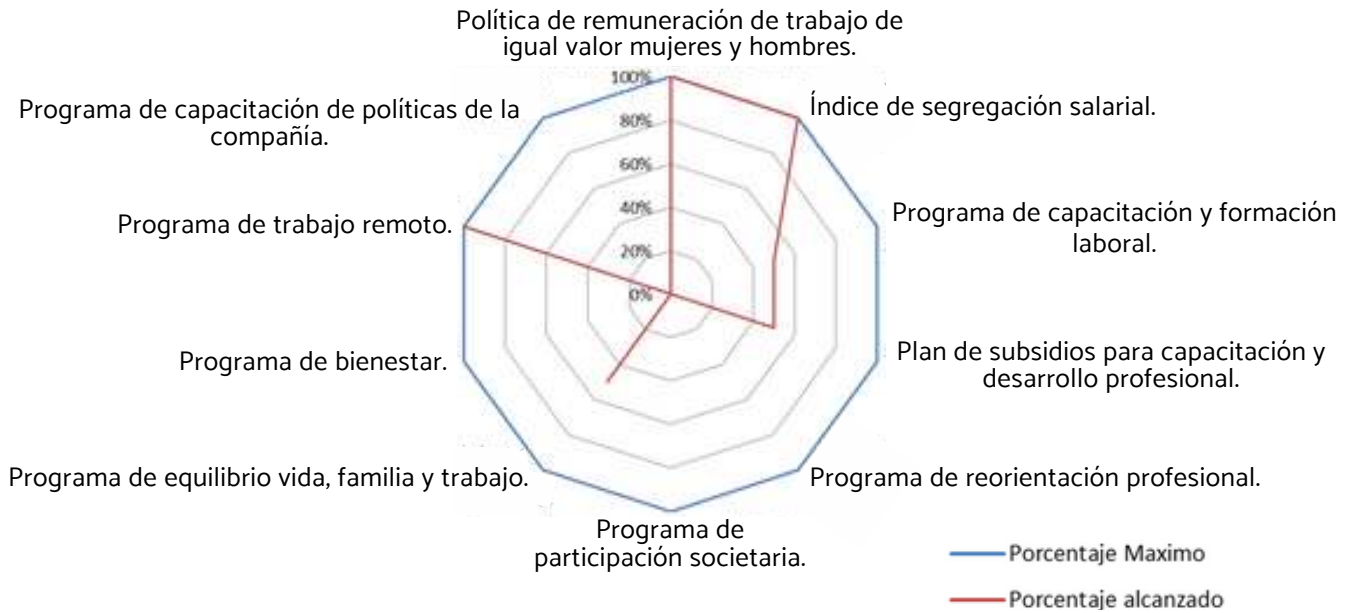 Política de remuneración de trabajo de
igual valor mujeres y hombres.
100%
80%
60%
40%
20%
0%
Índice de segregación salarial.
Programa de capacitación y formación
laboral.
Plan de subsidios para capacitación y
desarrollo profesional.
Programa de reorientación profesional.
Programa de
participación societaria.
Programa de equilibrio vida, familia y trabajo.
Programa de bienestar.
Programa de trabajo remoto.
Programa de capacitación de políticas de la
compañía.
Porcentaje Maximo
Porcentaje alcanzado